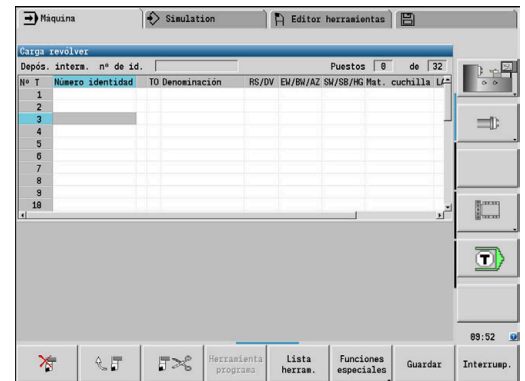 Máquina
Simulation
Editor herramientas
Carga revólver
Depós. interm. nº de id.
Puestos 0 de 32
Nº T Número identidad TO Denominación RS/DV EW/BW/AZ SW/SB/HG Mat. cuchilla
1
2
3
4
5
6
7
8
9
10
T
09:52
Herramienta programa
Lista herram.
Funciones especiales
Guardar
Interrump.